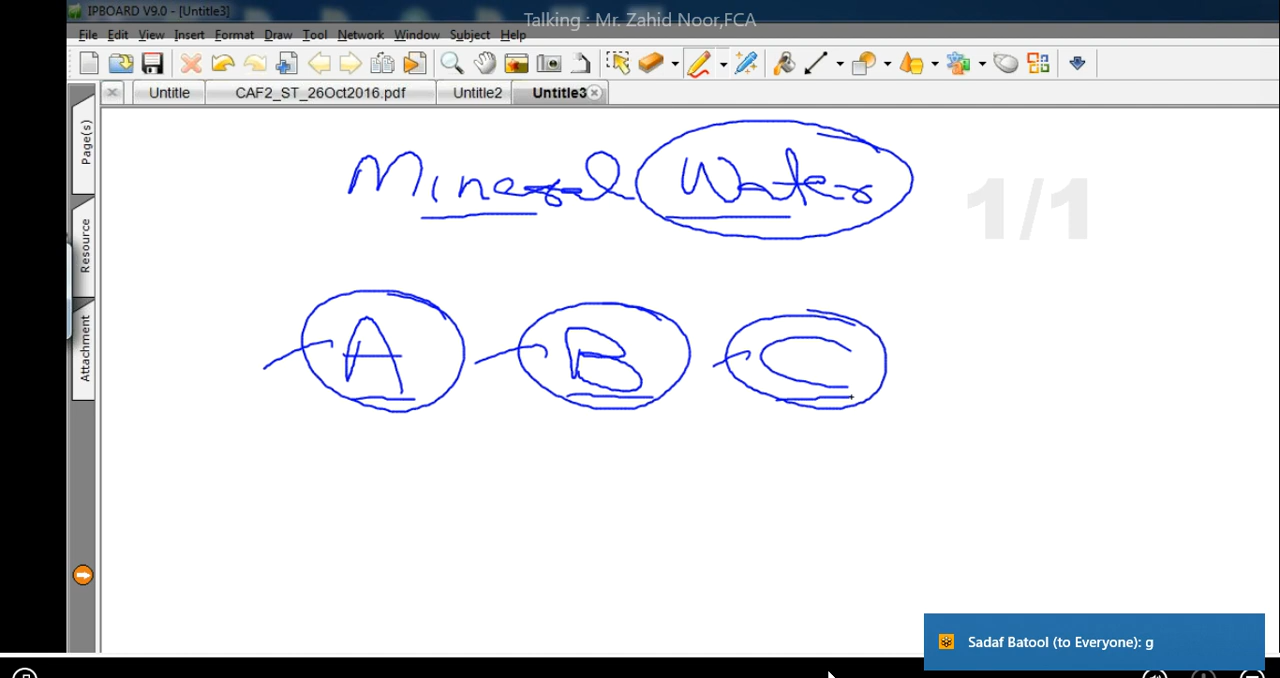 IPBOARD V9.0 - [Untitle3]
Talking : Mr. Zahid Noor,FCA
File Edit View Insert Format Draw Tool Network Window Subject Help
Untitle CAF2_ST_26Oct2016.pdf Untitle2 Untitle3
Page(s)
Resource
Attachment
Mineral Water
1/1
A B C
Sadaf Batool (to Everyone): g